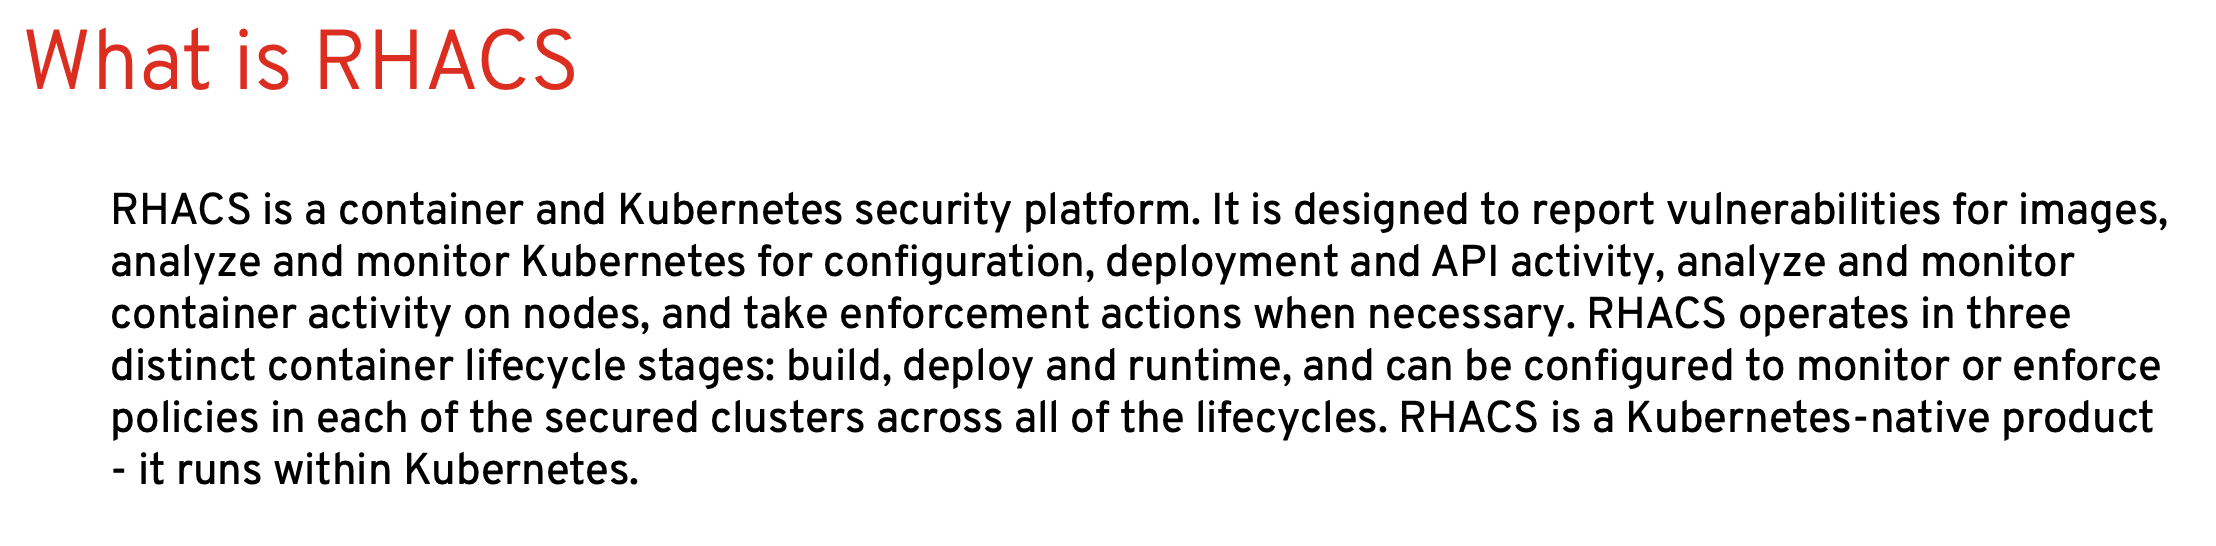 What is RHACS
RHACS is a container and Kubernetes security platform. It is designed to report vulnerabilities for images,
analyze and monitor Kubernetes for configuration, deployment and API activity, analyze and monitor
container activity on nodes, and take enforcement actions when necessary. RHACS operates in three
distinct container lifecycle stages: build, deploy and runtime, and can be configured to monitor or enforce
policies in each of the secured clusters across all of the lifecycles. RHACS is a Kubernetes-native product
- it runs within Kubernetes.